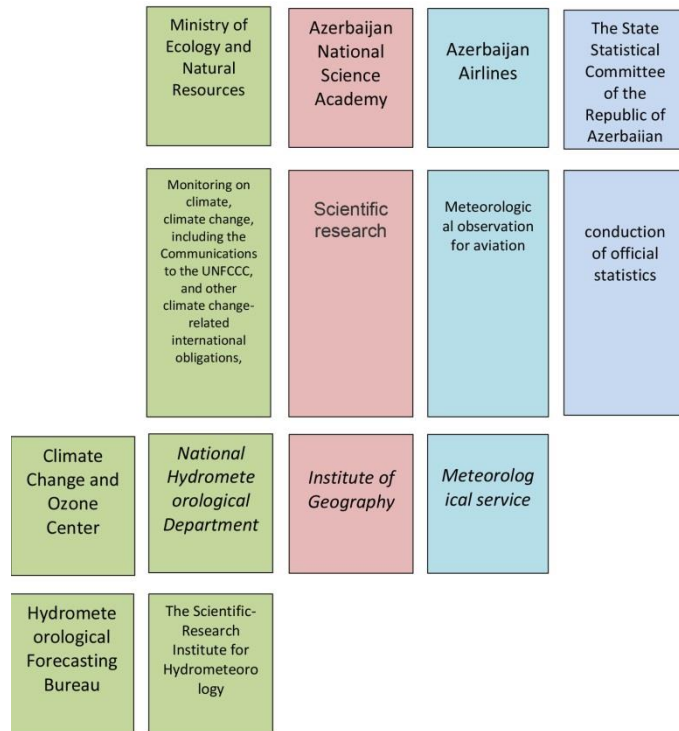 Ministry of
Ecology and
Natural
Resources
Azerbaijan
National
Science
Academy
Azerbaijan
Airlines
The State
Statistical
Committee
of the
Republic of
Azerbaiian
Monitoring on
climate,
climate change,
including the
Communications
to the UNFCCC,
and other
climate change-
related
international
obligations,
Scientific
research
Meteorologic
al observation
for aviation
conduction
of official
statistics
Climate
Change and
Ozone
Center
National
Hydromete
orological
Department
Institute of
Geography
Meteorolog
ical service
Hydromete
orological
Forecasting
Bureau
The Scientific-
Research
Institute for
Hydrometeoro
logy